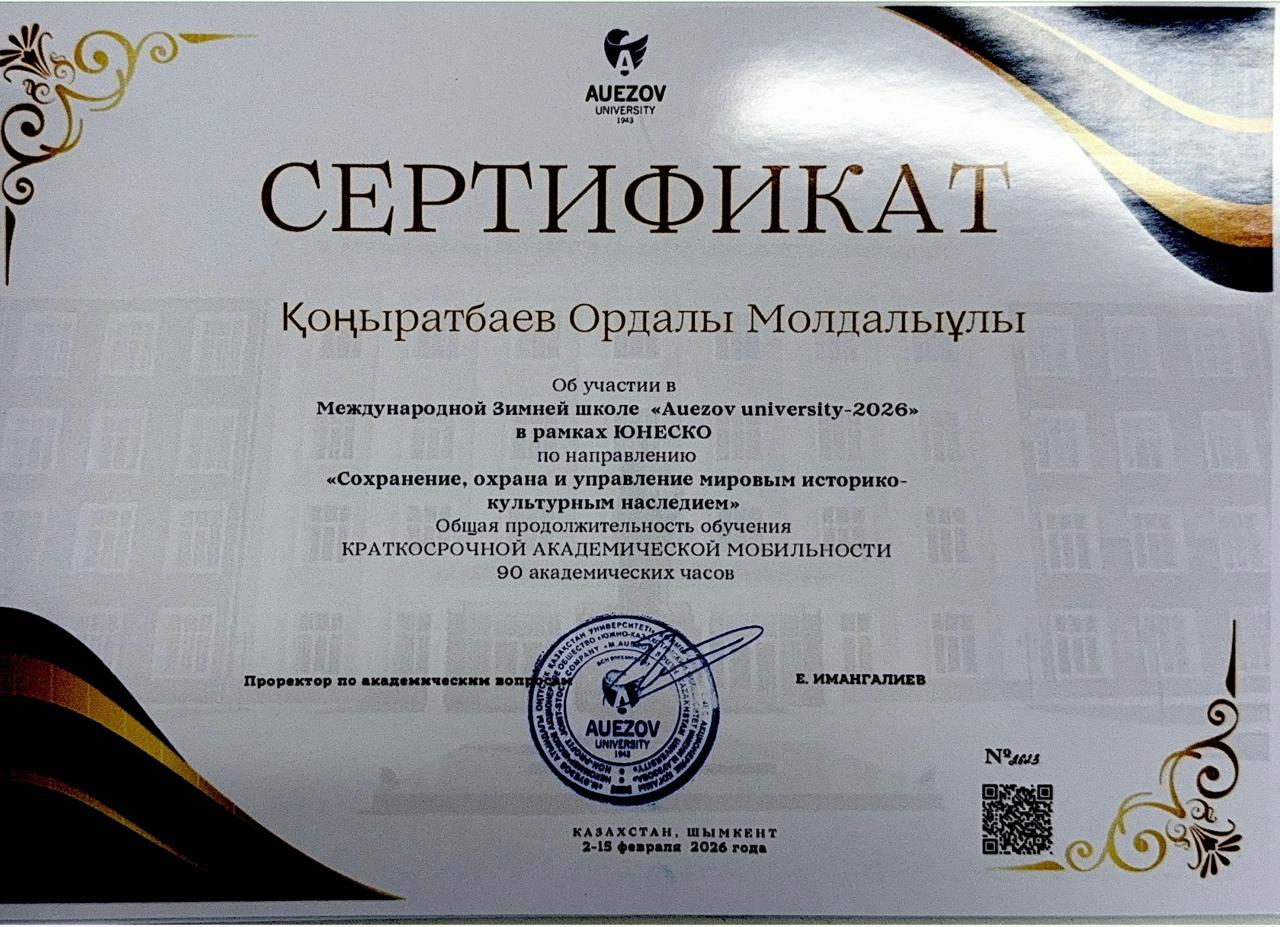 AUEZOV
UNIVERSITY
1943
СЕРТИФИКАТ
Қоңыратбаев Ордалы Молдалыұлы
Об участии в
Международной Зимней школе «Auezov university-2026»
в рамках ЮНЕСКО
по направлению
«Сохранение, охрана и управление мировым историко-
культурным наследием»
Общая продолжительность обучения
КРАТКОСРОЧНОЙ АКАДЕМИЧЕСКОЙ МОБИЛЬНОСТИ
90 академических часов
Проректор по академическим вопросам
Е. ИМАНГАЛИЕВ
AUEZOV
UNIVERSITY
1943
№
КАЗАХСТАН, ШЫМКЕНТ
2-15 февраля 2026 года